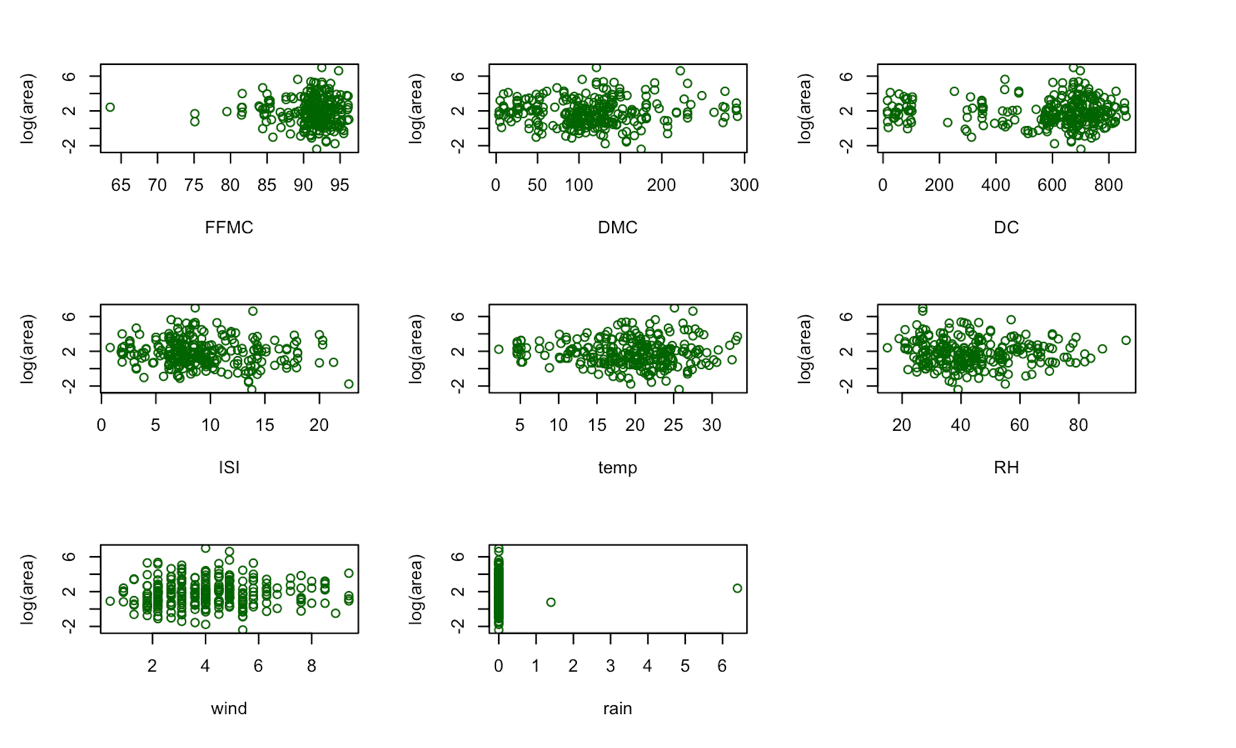 log(area)
6
2
-2
65 70 75 80 85 90 95
FFMC
log(area)
6
2
-2
0 50 100 200 300
DMC
log(area)
6
2
-2
0 200 400 600 800
DC
log(area)
6
2
-2
0 5 10 15 20
ISI
log(area)
6
2
-2
5 10 15 20 25 30
temp
log(area)
6
2
-2
20 40 60 80
RH
log(area)
6
2
-2
2 4 6 8
wind
log(area)
6
2
-2
0 1 2 3 4 5 6
rain